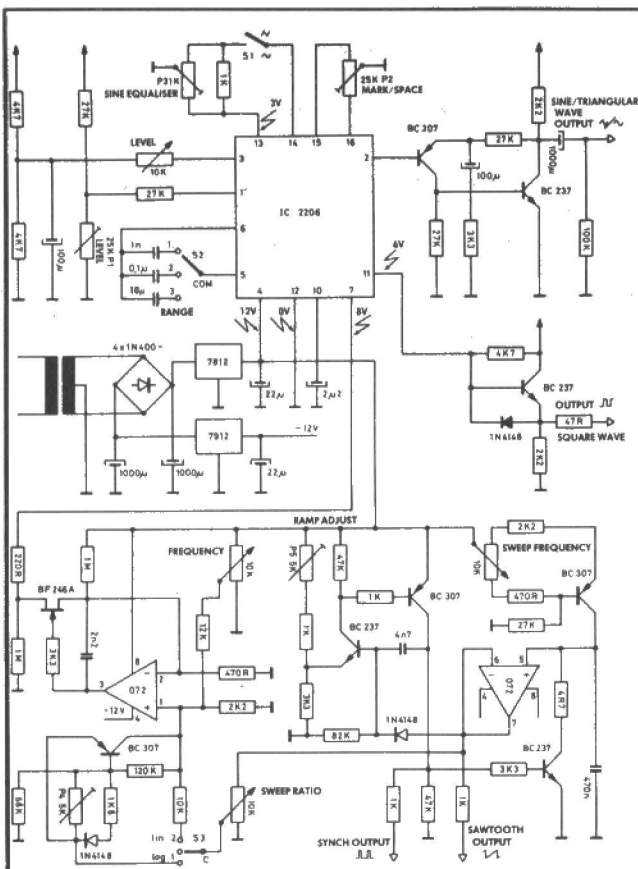 S1
P31K
1K
25K P2
SINE EQUALISER
MARK/SPACE
3V
13
14
15
16
4K7
27K
2K2
SINE/TRIANGULAR
WAVE
OUTPUT
BC 307
27K
1000µ
LEVEL
10K
3
2
100µ
BC 237
27K
1
IC 2206
27K
3K3
100K
4K7
100µ
25K P1
LEVEL
6
1n
1
S2
0,1µ
2
COM
5
10µ
3
RANGE
6V
11
4
12
10
7
12V
0V
8V
4x1N400-
7812
22µ
2µ2
4K7
BC 237
OUTPUT
1N4148
47R
SQUARE WAVE
2K2
7912
-12V
1000µ
1000µ
22µ
RAMP ADJUST
220R
1M
FREQUENCY
10K
P5 5K
47K
2K2
SWEEP FREQUENCY
10K
BC 307
BF 246A
1K
BC 307
470R
27K
12K
1M
3K3
2n2
8
1K
BC 237
4n7
6
5
3
072
2
470R
072
4
8
-12V
4
1
2K2
3K3
7
4R7
82K
1N4148
BC 237
BC 307
120K
3K3
470n
68K
P4 5K
1K8
10K
SWEEP RATIO
10K
1K
47K
1K
1N4148
lin 2
S3
log 1
C
SYNCH OUTPUT
SAWTOOTH
OUTPUT